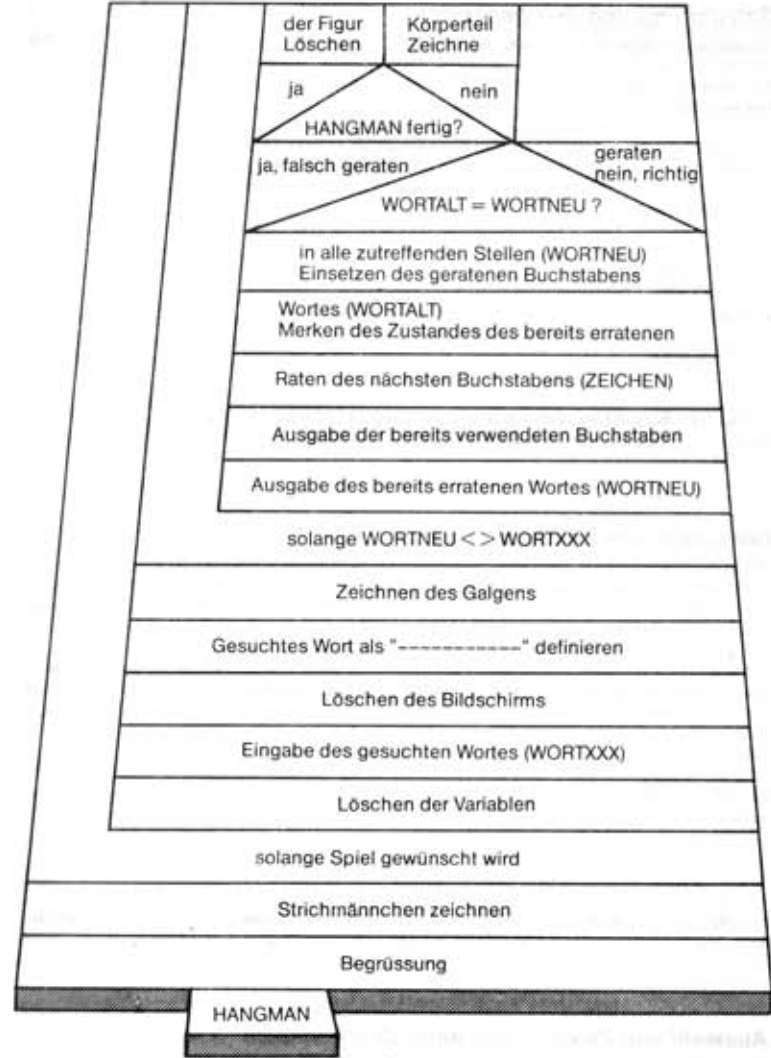 der Figur
Löschen
Körperteil
Zeichne
ja
nein
HANGMAN fertig?
ja, falsch geraten
geraten
nein, richtig
WORTALT = WORTNEU ?
in alle zutreffenden Stellen (WORTNEU)
Einsetzen des geratenen Buchstabens
Wortes (WORTALT)
Merken des Zustandes des bereits erratenen
Raten des nächsten Buchstabens (ZEICHEN)
Ausgabe der bereits verwendeten Buchstaben
Ausgabe des bereits erratenen Wortes (WORTNEU)
solange WORTNEU <> WORTXXX
Zeichnen des Galgens
Gesuchtes Wort als "-----------" definieren
Löschen des Bildschirms
Eingabe des gesuchten Wortes (WORTXXX)
Löschen der Variablen
solange Spiel gewünscht wird
Strichmännchen zeichnen
Begrüssung
HANGMAN